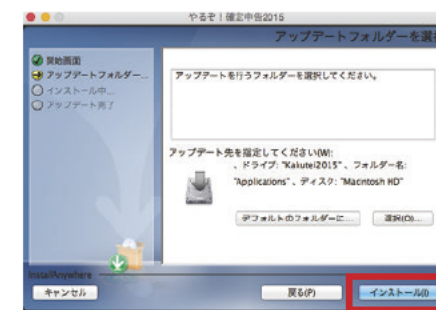 やるぞ！確定申告2015
アップデートフォルダーを選
開始画面
アップデートフォルダー...
インストール中...
アップデート完了
アップデートを行うフォルダーを選択してください。
アップデート先を指定してください(W:
、ドライブ: "Kakutei2015"、フォルダー名:
"Applications"、ディスク: "Macintosh HD"
デフォルトのフォルダーに... 選択(O)...
InstallAnywhere
キャンセル 戻る(P) インストール(I)